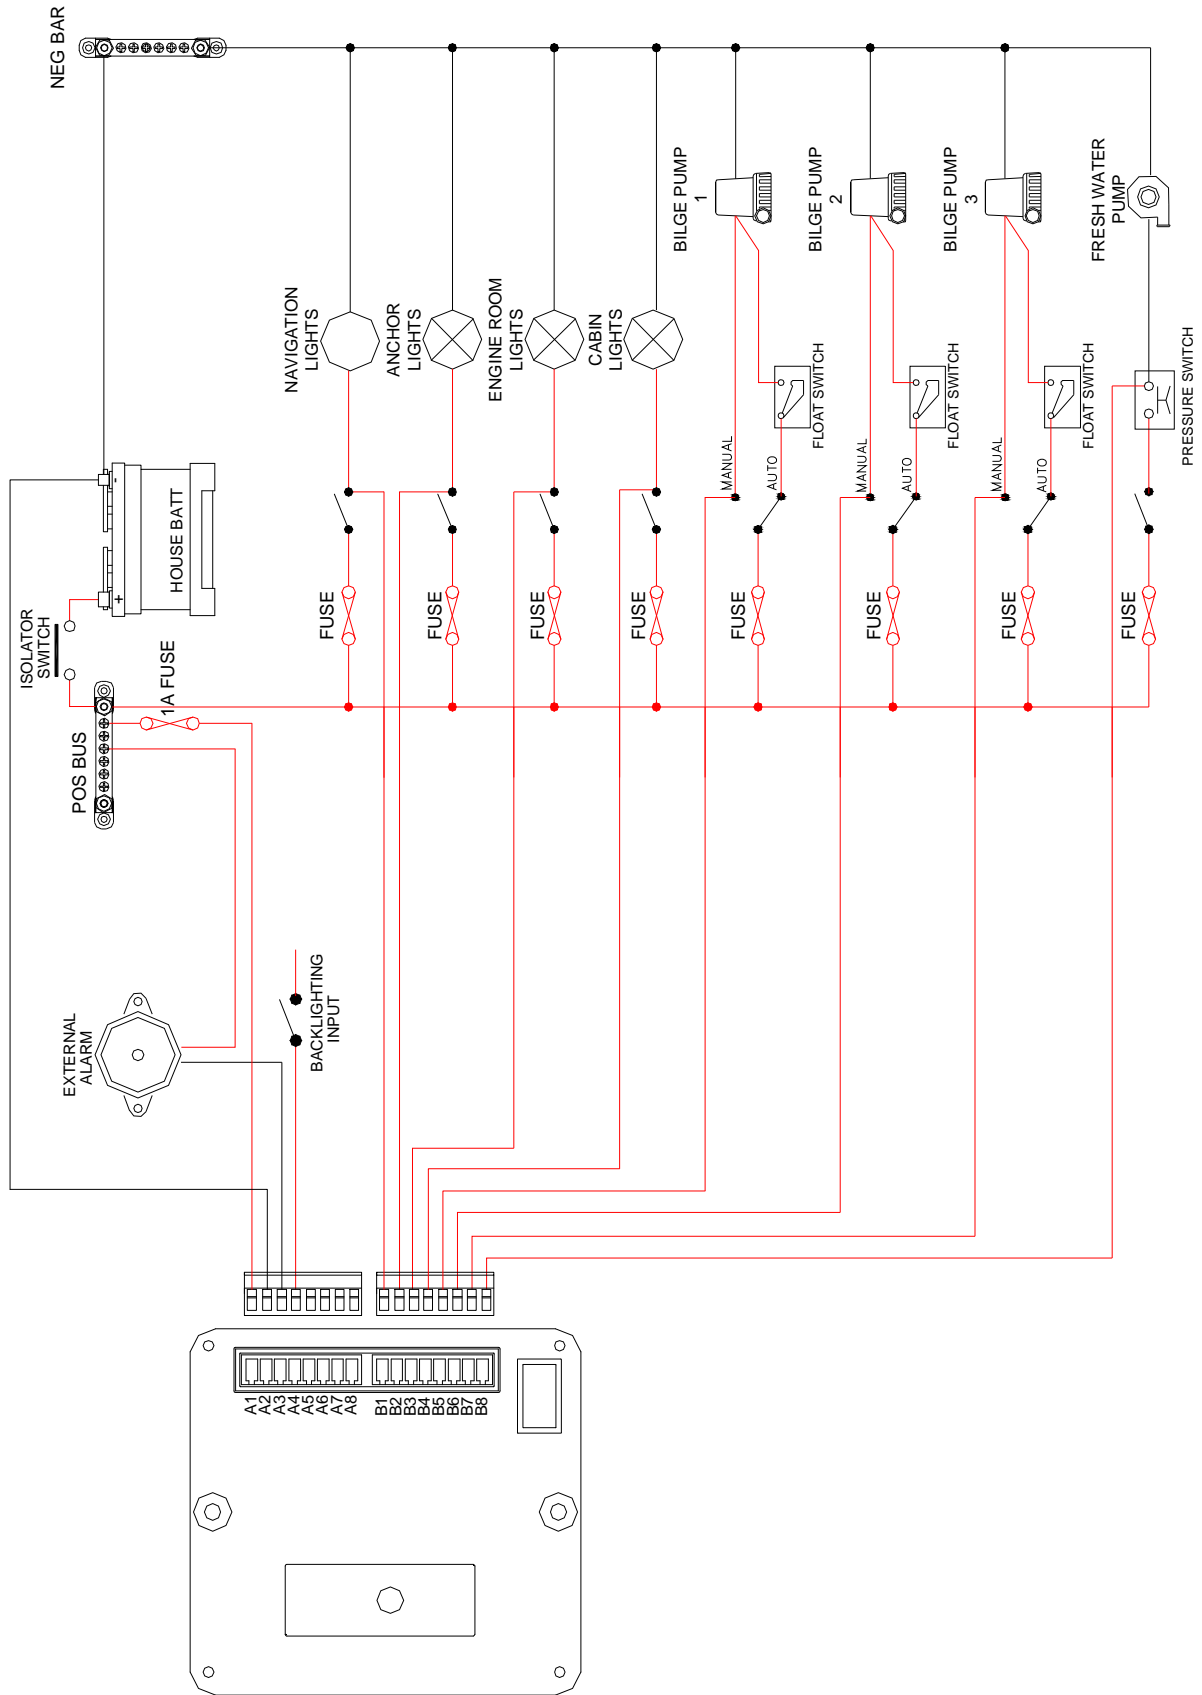 NEG BAR
HOUSE BATT
+
-
ISOLATOR
SWITCH
POS BUS
1A FUSE
EXTERNAL
ALARM
BACKLIGHTING
INPUT
NAVIGATION
LIGHTS
ANCHOR
LIGHTS
ENGINE ROOM
LIGHTS
CABIN
LIGHTS
BILGE PUMP
1
BILGE PUMP
2
BILGE PUMP
3
FRESH WATER
PUMP
FLOAT SWITCH
FLOAT SWITCH
FLOAT SWITCH
PRESSURE SWITCH
MANUAL
AUTO
MANUAL
AUTO
MANUAL
AUTO
FUSE
FUSE
FUSE
FUSE
FUSE
FUSE
FUSE
FUSE
A1
A2
A3
A4
A5
A6
A7
A8
B1
B2
B3
B4
B5
B6
B7
B8